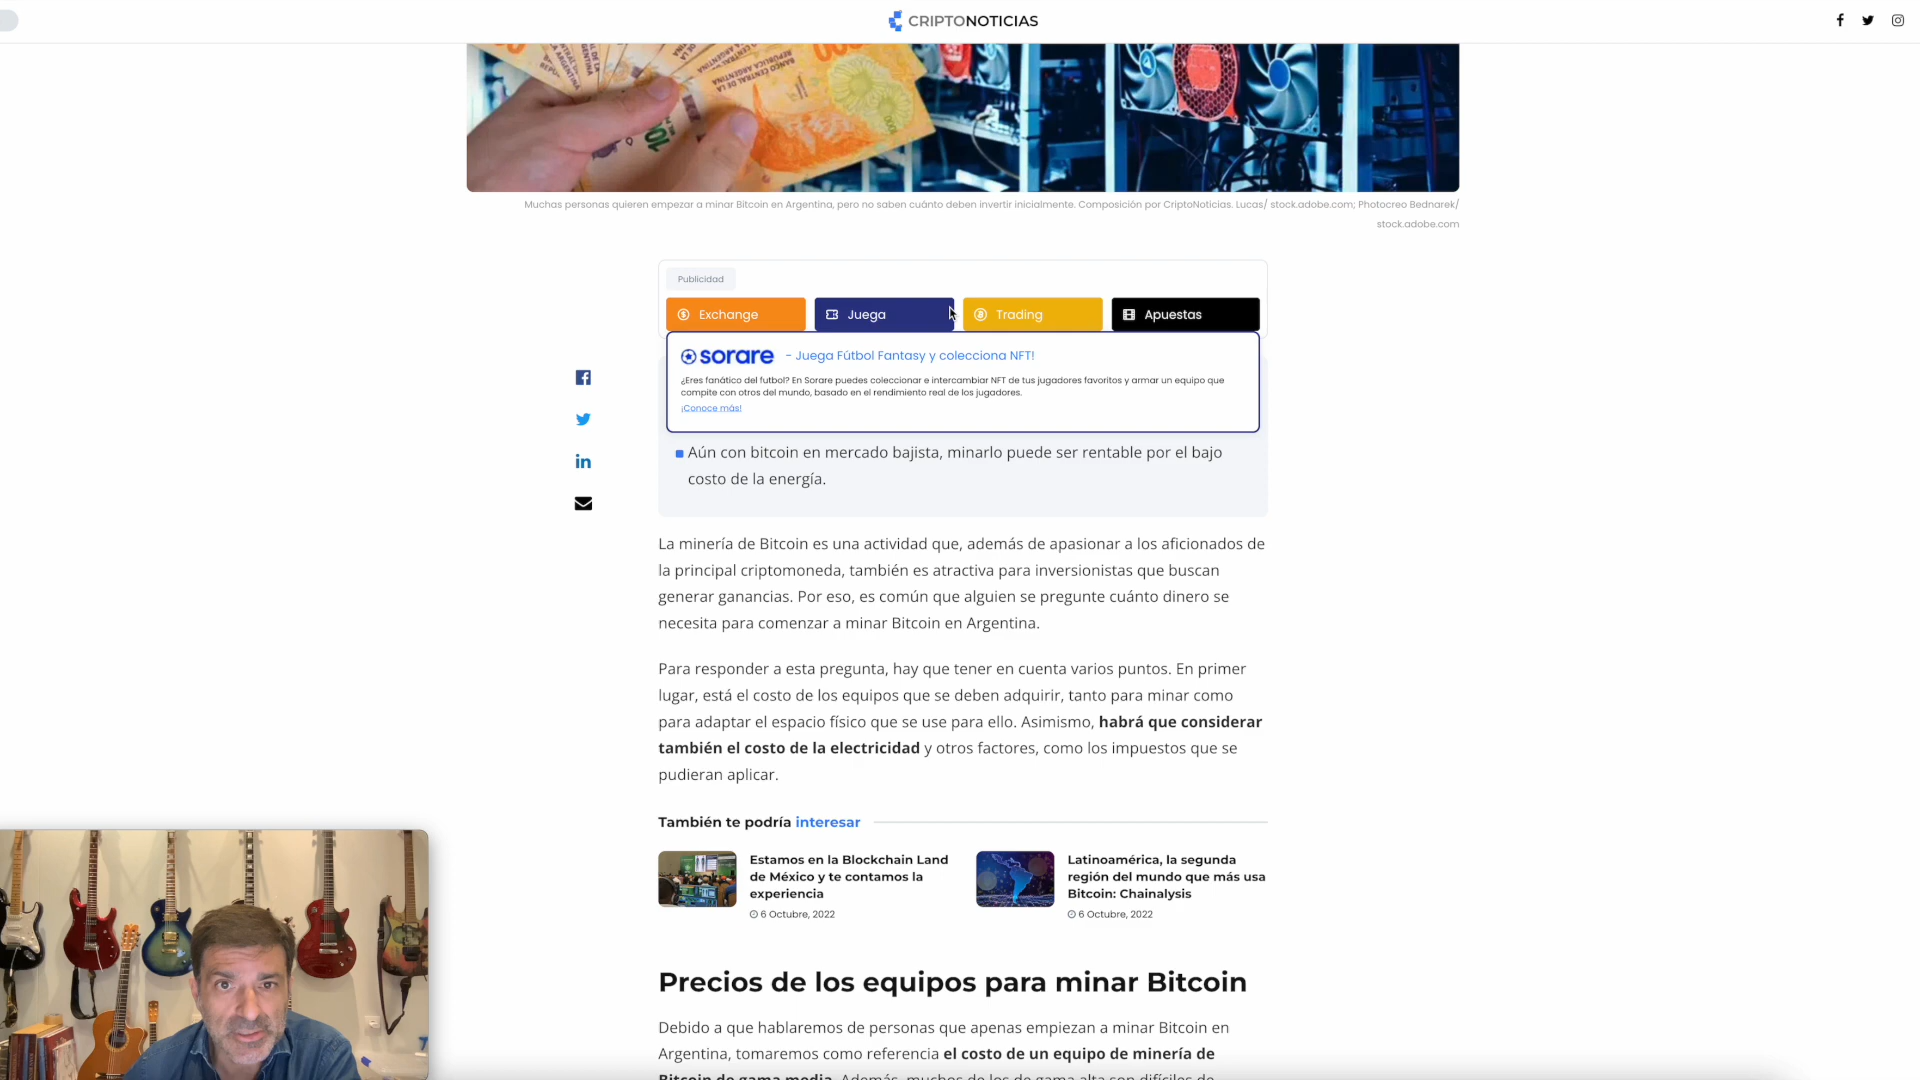 CRIPTONOTICIAS
Muchas personas quieren empezar a minar Bitcoin en Argentina, pero no saben cuánto deben invertir inicialmente. Composición por CriptoNoticias. Lucas/ stock.adobe.com; Photocreo Bednarek/
stock.adobe.com
Publicidad
Exchange
Juega
Trading
Apuestas
sorare - Juega Fútbol Fantasy y colecciona NFT!
¿Eres fanático del futbol? En Sorare puedes coleccionar e intercambiar NFT de tus jugadores favoritos y armar un equipo que
compite con otros del mundo, basado en el rendimiento real de los jugadores.
¡Conoce más!
Aún con bitcoin en mercado bajista, minarlo puede ser rentable por el bajo
costo de la energía.
La minería de Bitcoin es una actividad que, además de apasionar a los aficionados de
la principal criptomoneda, también es atractiva para inversionistas que buscan
generar ganancias. Por eso, es común que alguien se pregunte cuánto dinero se
necesita para comenzar a minar Bitcoin en Argentina.
Para responder a esta pregunta, hay que tener en cuenta varios puntos. En primer
lugar, está el costo de los equipos que se deben adquirir, tanto para minar como
para adaptar el espacio físico que se use para ello. Asimismo, habrá que considerar
también el costo de la electricidad y otros factores, como los impuestos que se
pudieran aplicar.
También te podría interesar
Estamos en la Blockchain Land
de México y te contamos la
experiencia
6 Octubre, 2022
Latinoamérica, la segunda
región del mundo que más usa
Bitcoin: Chainalysis
6 Octubre, 2022
Precios de los equipos para minar Bitcoin
Debido a que hablaremos de personas que apenas empiezan a minar Bitcoin en
Argentina, tomaremos como referencia el costo de un equipo de minería de
Bitcoin de gama media. Además, muchos de los de gama alta son difíciles de